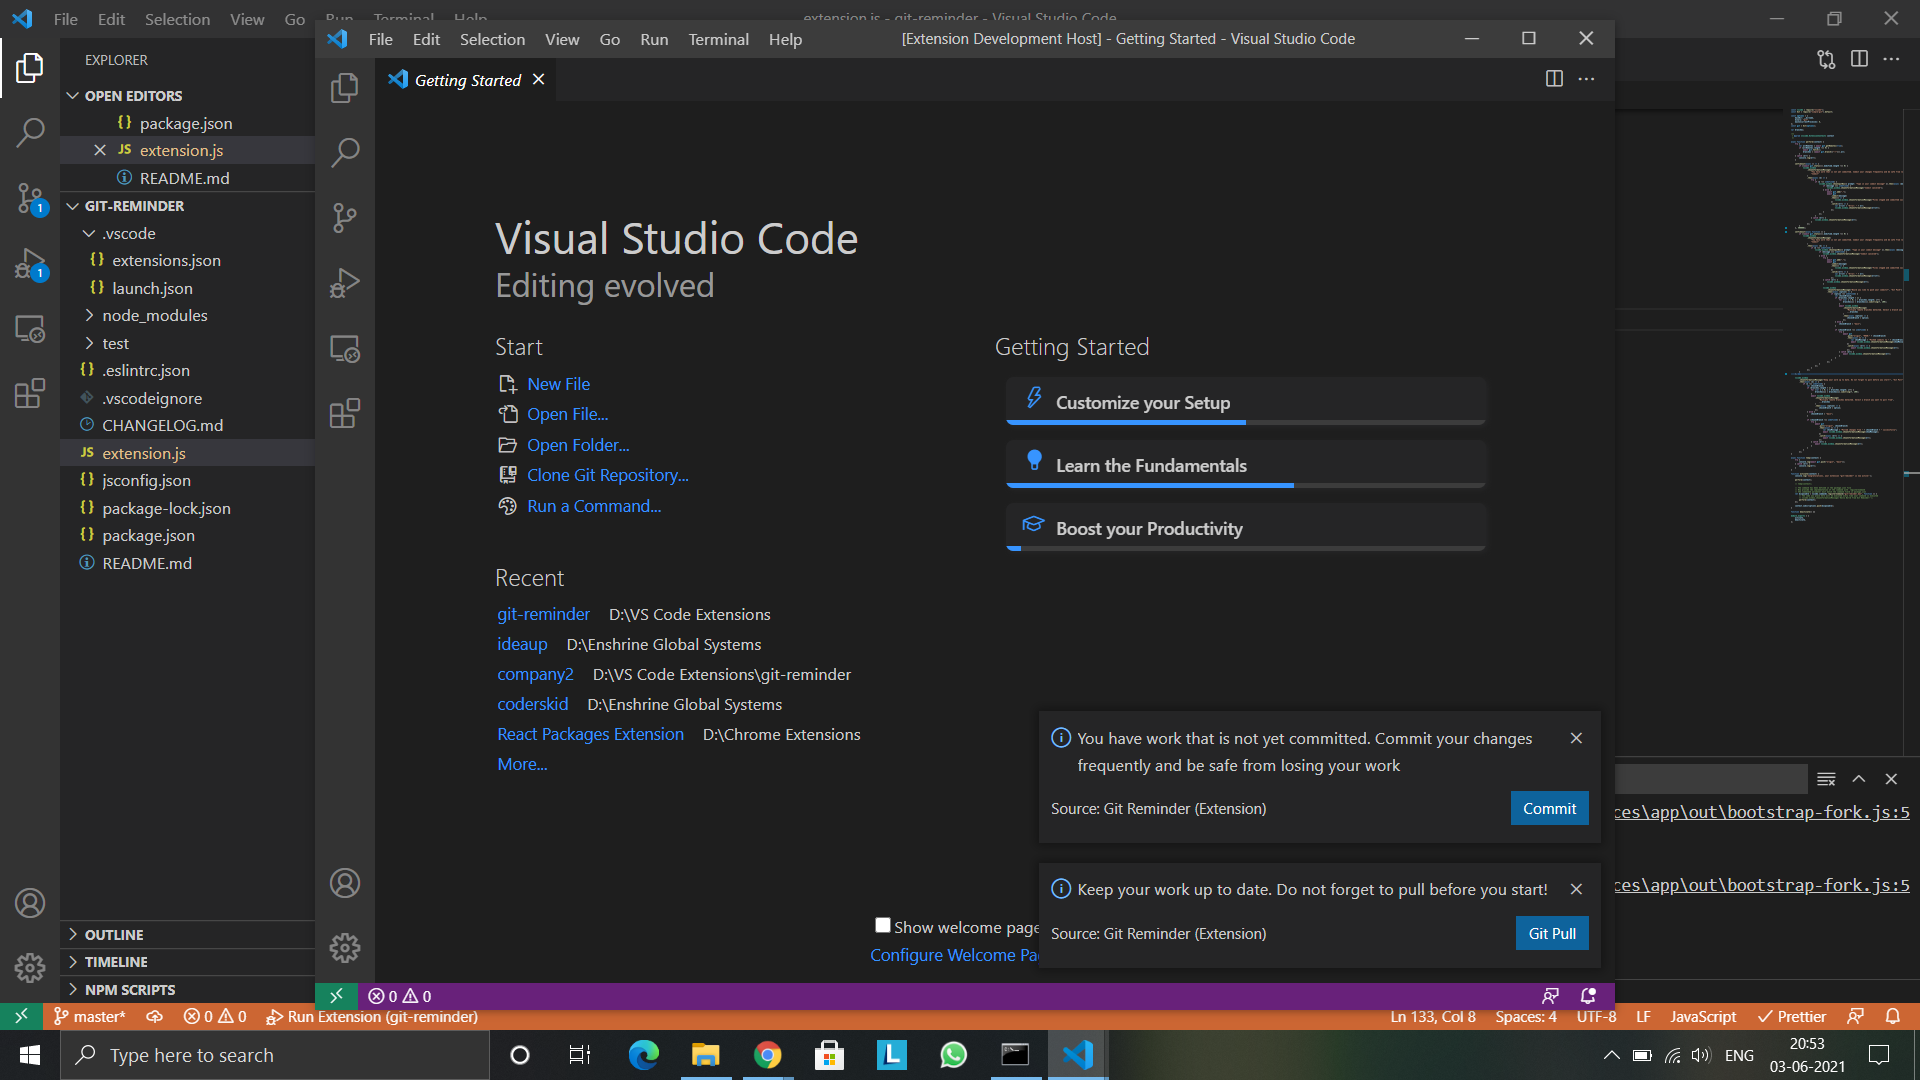 File Edit Selection View Go Run Terminal Help
extension.js - git-reminder - Visual Studio Code
File Edit Selection View Go Run Terminal Help
[Extension Development Host] - Getting Started - Visual Studio Code
EXPLORER
OPEN EDITORS
package.json
JS extension.js
README.md
GIT-REMINDER
.vscode
extensions.json
launch.json
node_modules
test
.eslintrc.json
.vscodeignore
CHANGELOG.md
JS extension.js
jsconfig.json
package-lock.json
package.json
README.md
OUTLINE
TIMELINE
NPM SCRIPTS
1
1
Getting Started
Visual Studio Code
Editing evolved
Start
New File
Open File...
Open Folder...
Clone Git Repository...
Run a Command...
Recent
git-reminder D:\VS Code Extensions
ideaup D:\Enshrine Global Systems
company2 D:\VS Code Extensions\git-reminder
coderskid D:\Enshrine Global Systems
React Packages Extension D:\Chrome Extensions
More...
Getting Started
Customize your Setup
Learn the Fundamentals
Boost your Productivity
You have work that is not yet committed. Commit your changes
frequently and be safe from losing your work
Source: Git Reminder (Extension)
Commit
Keep your work up to date. Do not forget to pull before you start!
Source: Git Reminder (Extension)
Git Pull
Show welcome page
Configure Welcome Pa
ces\app\out\bootstrap-fork.js:5
ces\app\out\bootstrap-fork.js:5
0 0
master* 0 0 Run Extension (git-reminder)
Ln 133, Col 8 Spaces: 4 UTF-8 LF JavaScript Prettier
Type here to search
L
ENG
20:53
03-06-2021